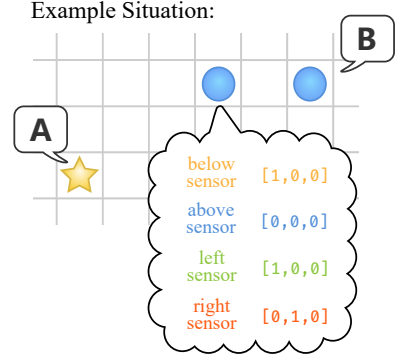 Example Situation:
B
A
below
sensor [1,0,0]
above
sensor [0,0,0]
left
sensor [1,0,0]
right
sensor [0,1,0]